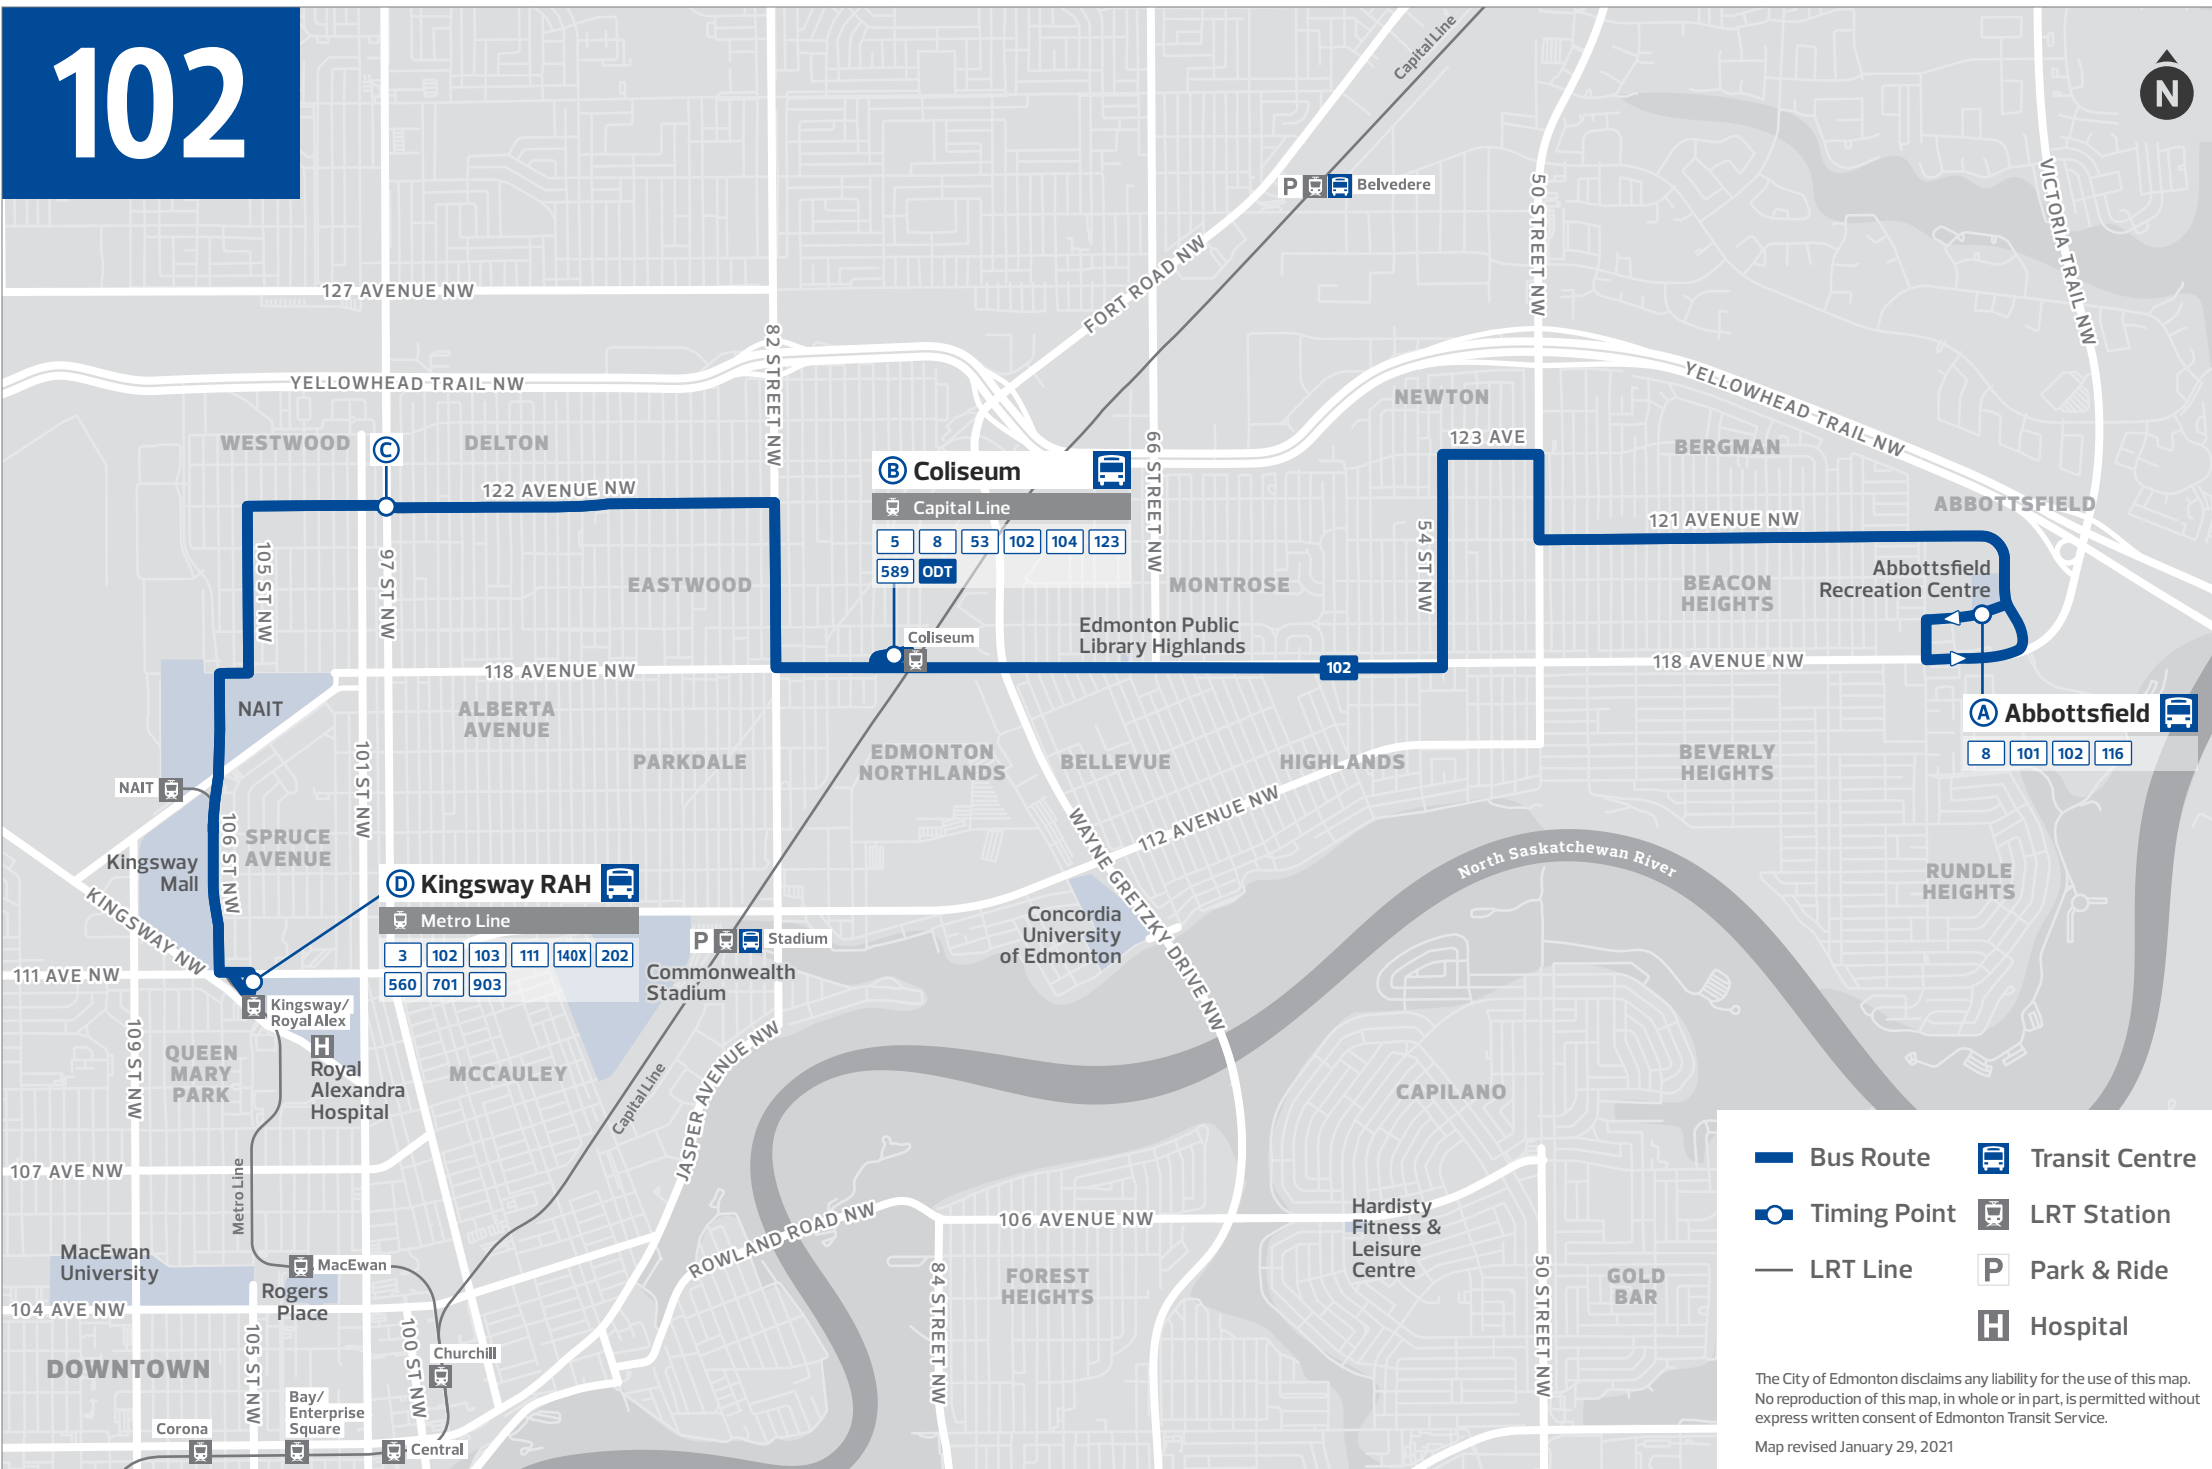 102
N
Capital Line
P
Belvedere
50 STREET NW
VICTORIA TRAIL NW
FORT ROAD NW
127 AVENUE NW
82 STREET NW
YELLOWHEAD TRAIL NW
YELLOWHEAD TRAIL NW
NEWTON
123 AVE
BERGMAN
WESTWOOD
C
DELTON
66 STREET NW
B Coliseum
Capital Line
5 8 53 102 104 123
589 ODT
122 AVENUE NW
ABBOTTSFIELD
121 AVENUE NW
54 ST NW
105 ST NW
97 ST NW
EASTWOOD
MONTROSE
BEACON
HEIGHTS
Abbottsfield
Recreation Centre
Coliseum
Edmonton Public
Library Highlands
118 AVENUE NW
102
118 AVENUE NW
NAIT
ALBERTA
AVENUE
A Abbottsfield
8 101 102 116
101 ST NW
PARKDALE
EDMONTON
NORTHLANDS
BELLEVUE
HIGHLANDS
BEVERLY
HEIGHTS
NAIT
106 ST NW
SPRUCE
AVENUE
WAYNE GRETZKY DRIVE NW
112 AVENUE NW
North Saskatchewan River
Kingsway
Mall
KINGSWAY NW
D Kingsway RAH
Metro Line
3 102 103 111 140X 202
560 701 903
RUNDLE
HEIGHTS
P
Stadium
Commonwealth
Stadium
Concordia
University
of Edmonton
111 AVE NW
Kingsway/
Royal Alex
109 ST NW
QUEEN
MARY
PARK
H
Royal
Alexandra
Hospital
MCCAULEY
Capital Line
JASPER AVENUE NW
CAPILANO
107 AVE NW
Metro Line
ROWLAND ROAD NW
106 AVENUE NW
Hardisty
Fitness &
Leisure
Centre
MacEwan
University
MacEwan
Rogers
Place
84 STREET NW
FOREST
HEIGHTS
50 STREET NW
GOLD
BAR
104 AVE NW
105 ST NW
100 ST NW
Churchill
DOWNTOWN
Bay/
Enterprise
Square
Corona
Central
Bus Route
Transit Centre
Timing Point
LRT Station
LRT Line
P Park & Ride
H Hospital
The City of Edmonton disclaims any liability for the use of this map.
No reproduction of this map, in whole or in part, is permitted without
express written consent of Edmonton Transit Service.
Map revised January 29, 2021